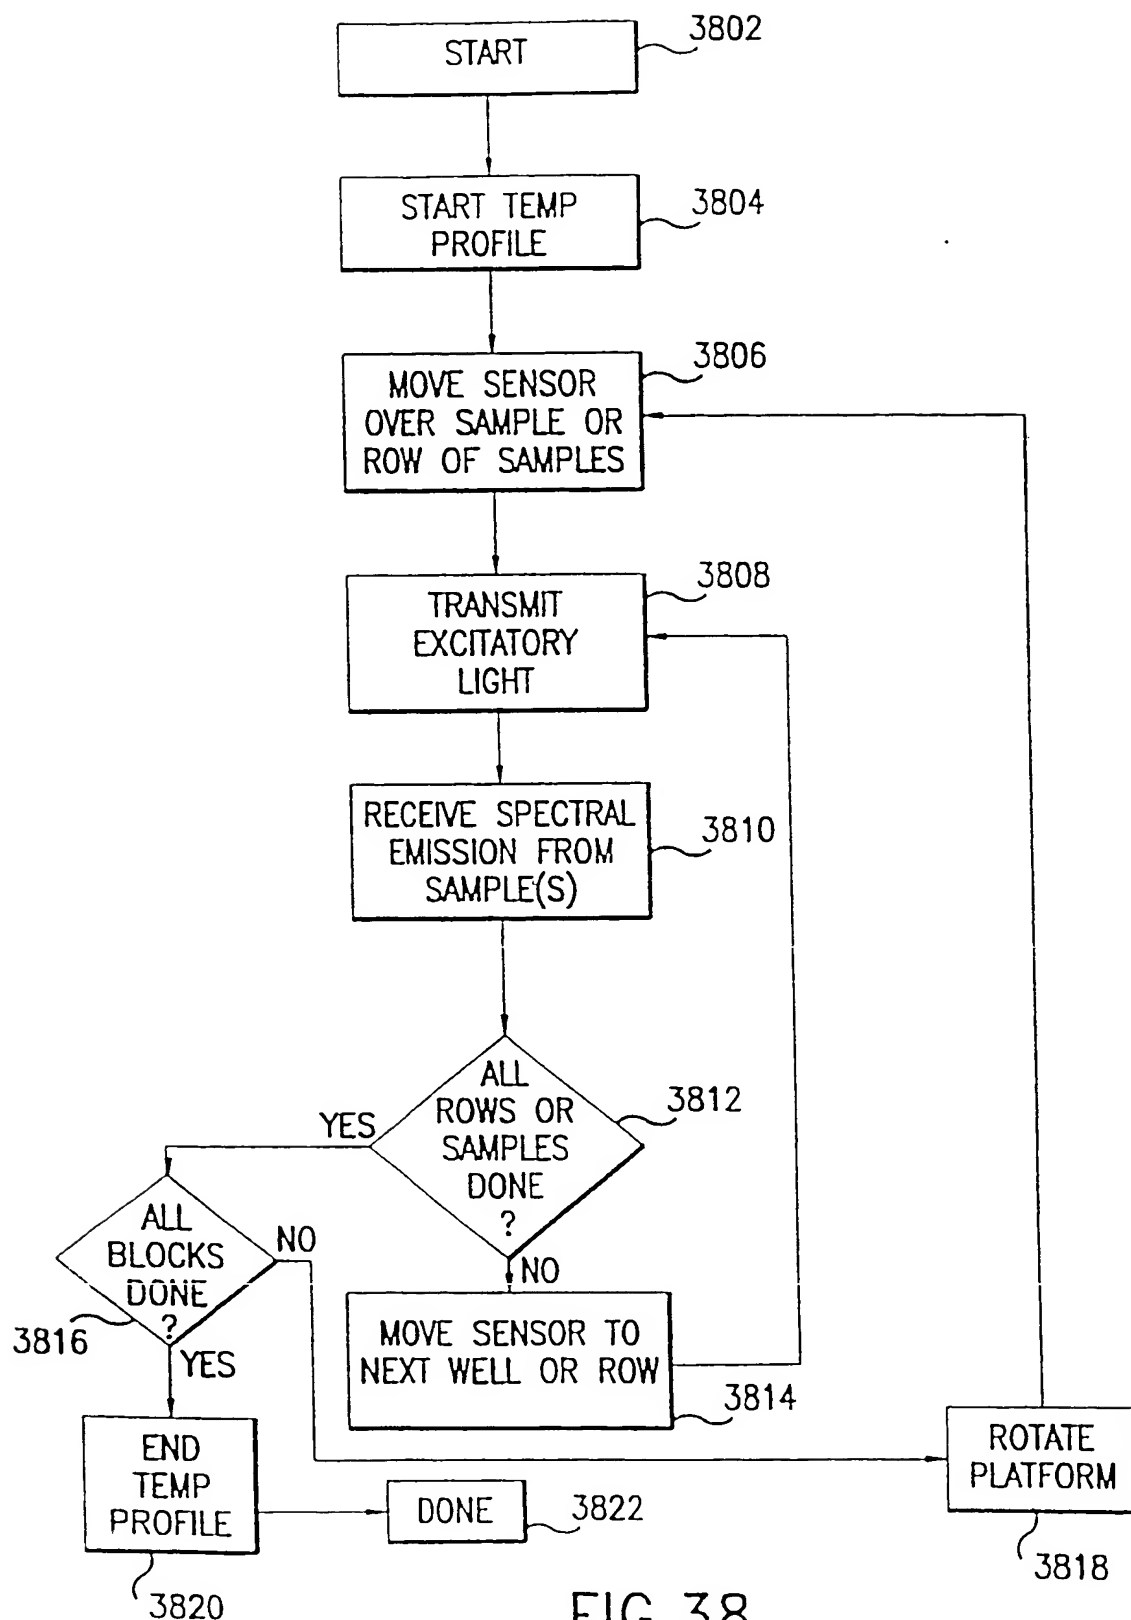 START
3802
START TEMP
PROFILE
3804
MOVE SENSOR
OVER SAMPLE OR
ROW OF SAMPLES
3806
TRANSMIT
EXCITATORY
LIGHT
3808
RECEIVE SPECTRAL
EMISSION FROM
SAMPLE(S)
3810
ALL
ROWS OR
SAMPLES
DONE
?
3812
YES
NO
ALL
BLOCKS
DONE
?
3816
NO
YES
MOVE SENSOR TO
NEXT WELL OR ROW
3814
ROTATE
PLATFORM
3818
END
TEMP
PROFILE
3820
DONE
3822
FIG. 38